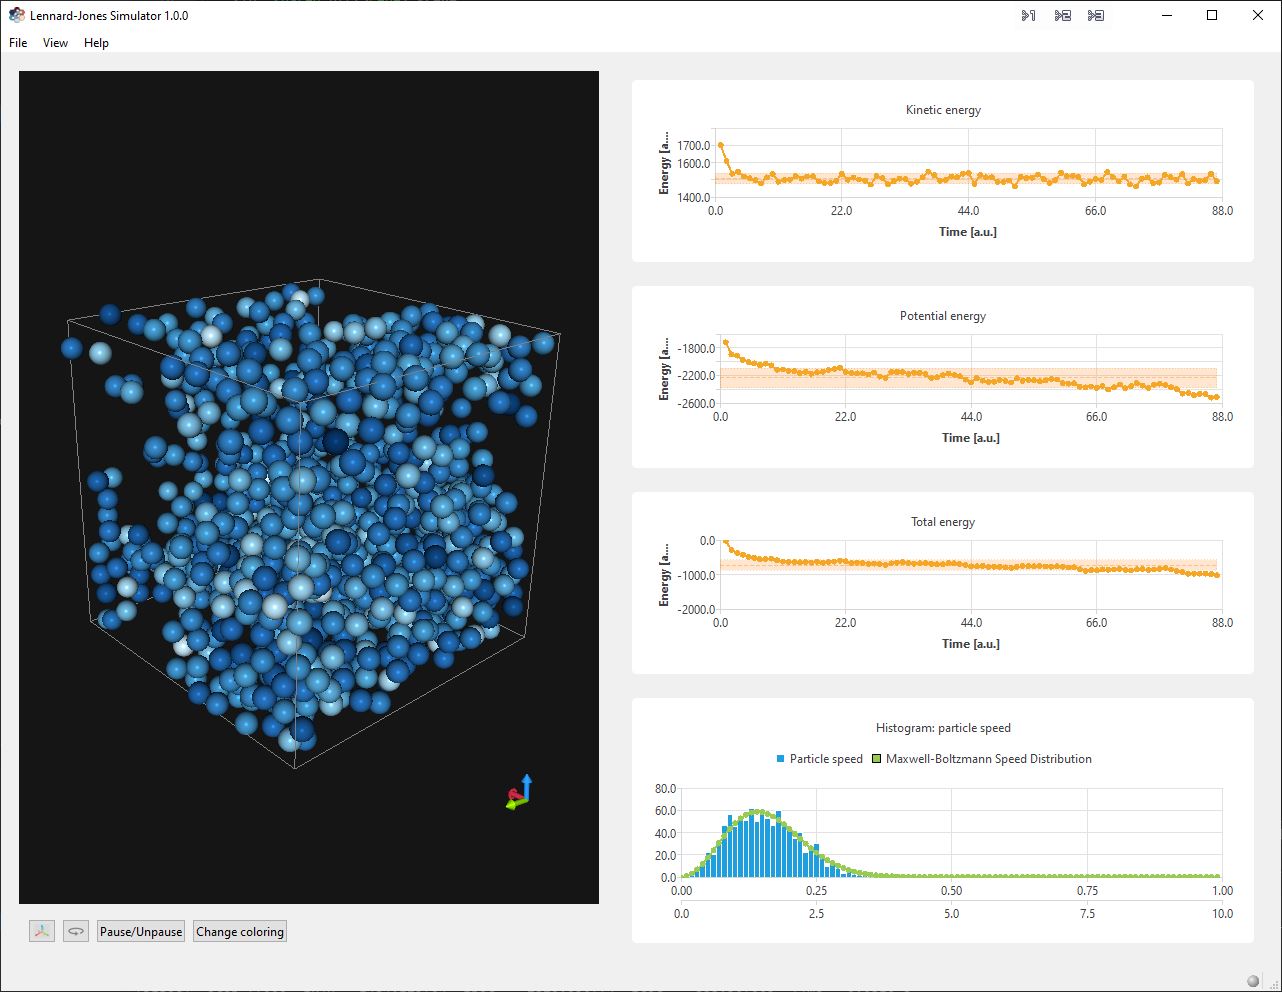 Lennard-Jones Simulator 1.0.0
1 2 3
File View Help
Kinetic energy
Energy [a....
1700.0
1600.0
1400.0
0.0 22.0 44.0 66.0 88.0
Time [a.u.]
Potential energy
Energy [a....
-1800.0
-2200.0
-2600.0
0.0 22.0 44.0 66.0 88.0
Time [a.u.]
Total energy
Energy [a....
0.0
-1000.0
-2000.0
0.0 22.0 44.0 66.0 88.0
Time [a.u.]
Histogram: particle speed
Particle speed Maxwell-Boltzmann Speed Distribution
80.0
60.0
40.0
20.0
0.0
0.00 0.25 0.50 0.75 1.00
0.0 2.5 5.0 7.5 10.0
Pause/Unpause Change coloring